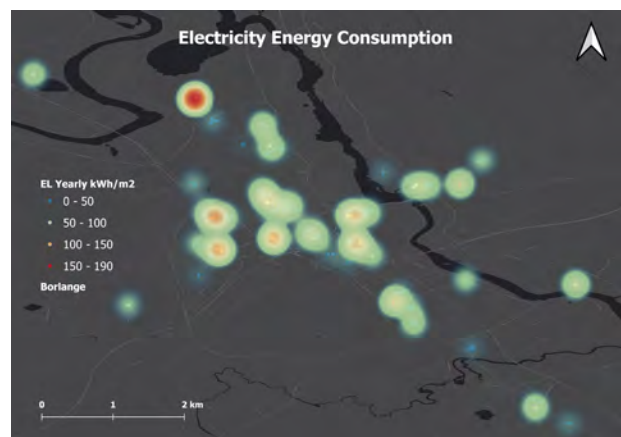 Electricity Energy Consumption
EL Yearly kWh/m2
0 - 50
50 - 100
100 - 150
150 - 190
Borlange
0 1 2 km